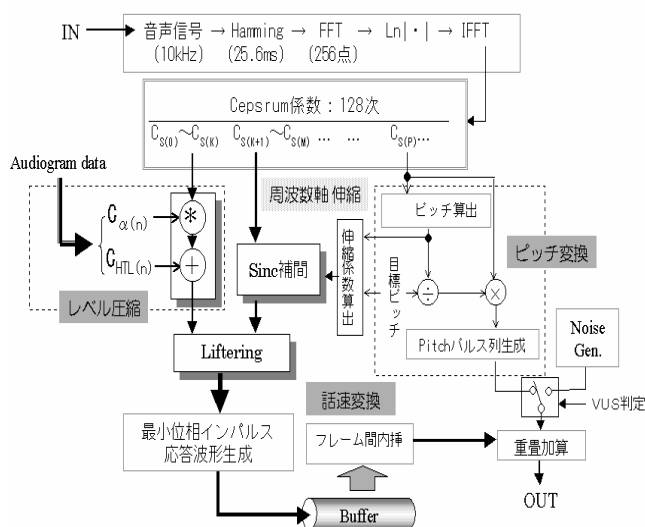 IN → 音声信号 → Hamming → FFT → Ln|・| → IFFT
(10kHz) (25.6ms) (256点)
Cepsrum係数：128次
C_S(0)～C_S(K) C_S(K+1)～C_S(M) … … C_S(P)…
Audiogram data
周波数軸 伸縮
C_α(n)
*
C_HTL(n)
+
レベル圧縮
Sinc補間
伸縮係数算出
ピッチ算出
目標ピッチ
÷
×
ピッチ変換
Pitchパルス列生成
Noise
Gen.
Liftering
VUS判定
話速変換
最小位相インパルス
応答波形生成
フレーム間内挿
重畳加算
Buffer
OUT